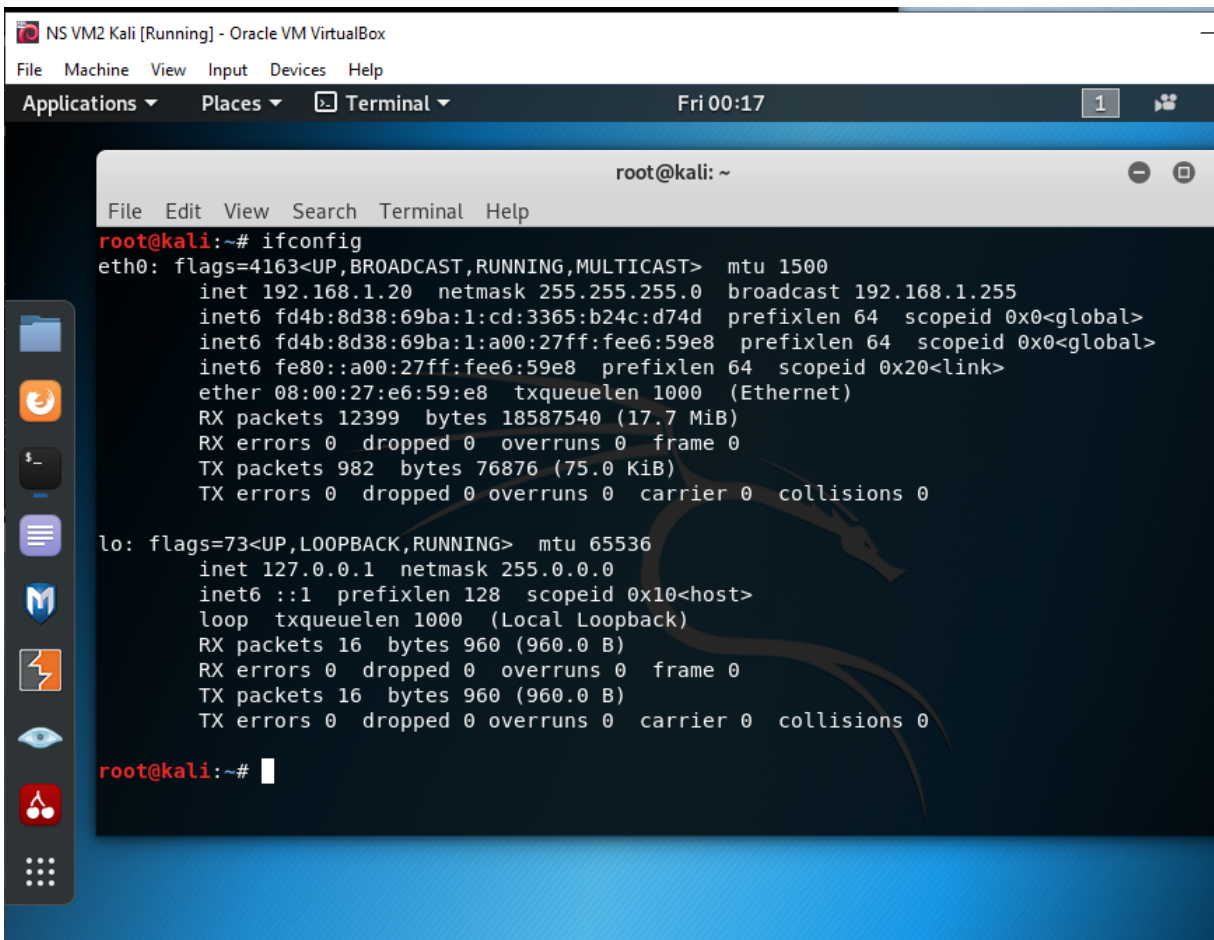 NS VM2 Kali [Running] - Oracle VM VirtualBox
File Machine View Input Devices Help
Applications Places Terminal Fri 00:17 1
root@kali: ~
File Edit View Search Terminal Help
root@kali:~# ifconfig
eth0: flags=4163<UP,BROADCAST,RUNNING,MULTICAST>  mtu 1500
        inet 192.168.1.20  netmask 255.255.255.0  broadcast 192.168.1.255
        inet6 fd4b:8d38:69ba:1:cd:3365:b24c:d74d  prefixlen 64  scopeid 0x0<global>
        inet6 fd4b:8d38:69ba:1:a00:27ff:fee6:59e8  prefixlen 64  scopeid 0x0<global>
        inet6 fe80::a00:27ff:fee6:59e8  prefixlen 64  scopeid 0x20<link>
        ether 08:00:27:e6:59:e8  txqueuelen 1000  (Ethernet)
        RX packets 12399  bytes 18587540 (17.7 MiB)
        RX errors 0  dropped 0  overruns 0  frame 0
        TX packets 982  bytes 76876 (75.0 KiB)
        TX errors 0  dropped 0 overruns 0  carrier 0  collisions 0
lo: flags=73<UP,LOOPBACK,RUNNING>  mtu 65536
        inet 127.0.0.1  netmask 255.0.0.0
        inet6 ::1  prefixlen 128  scopeid 0x10<host>
        loop  txqueuelen 1000  (Local Loopback)
        RX packets 16  bytes 960 (960.0 B)
        RX errors 0  dropped 0  overruns 0  frame 0
        TX packets 16  bytes 960 (960.0 B)
        TX errors 0  dropped 0 overruns 0  carrier 0  collisions 0
root@kali:~#